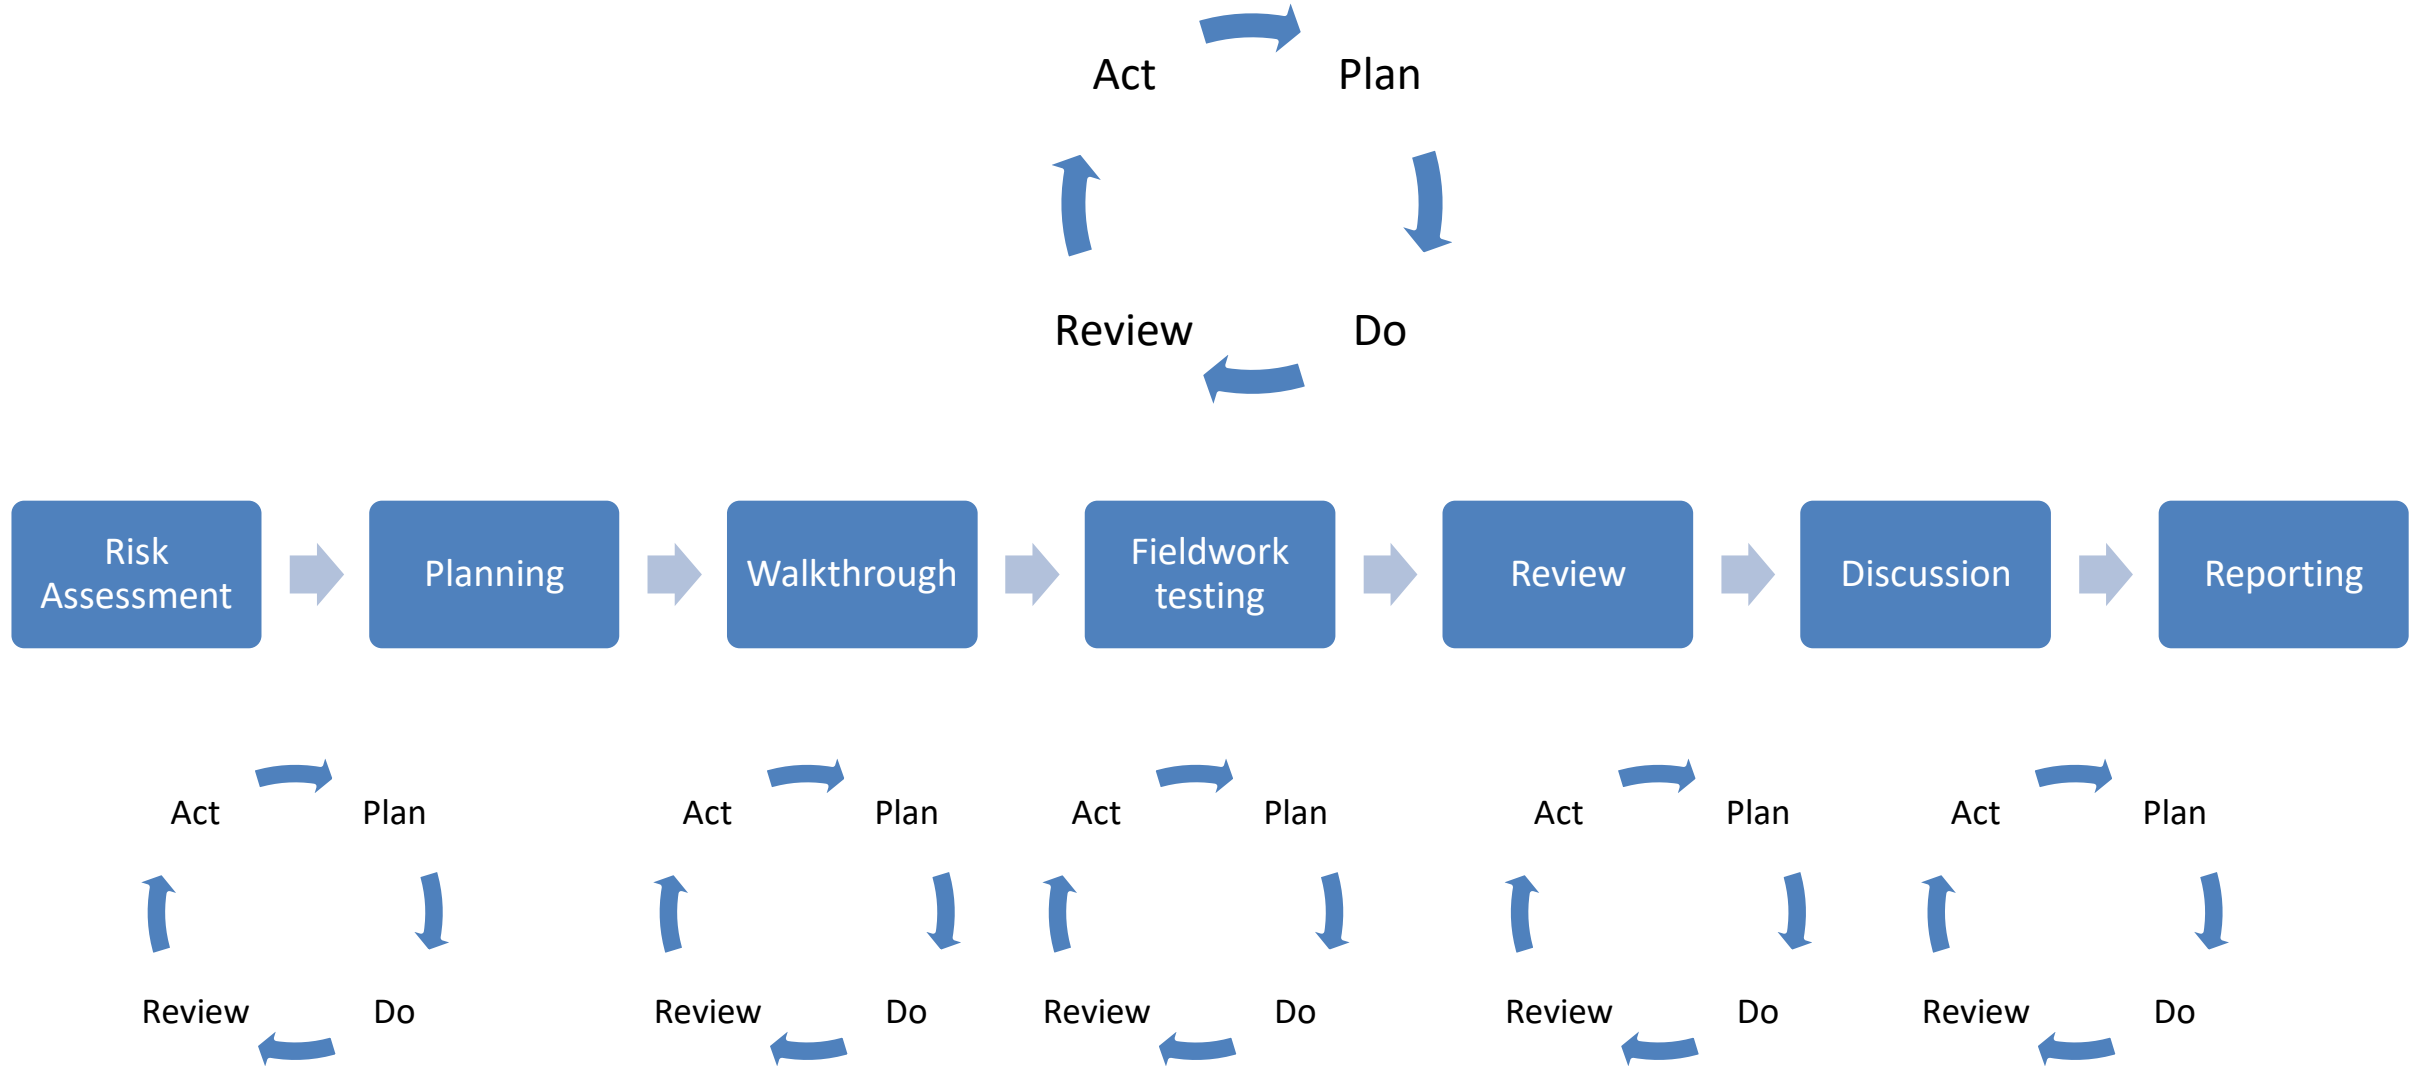 Act
Plan
Review
Do
Risk
Assessment
Planning
Walkthrough
Fieldwork
testing
Review
Discussion
Reporting
Act
Plan
Act
Plan
Act
Plan
Act
Plan
Act
Plan
Review
Do
Review
Do
Review
Do
Review
Do
Review
Do